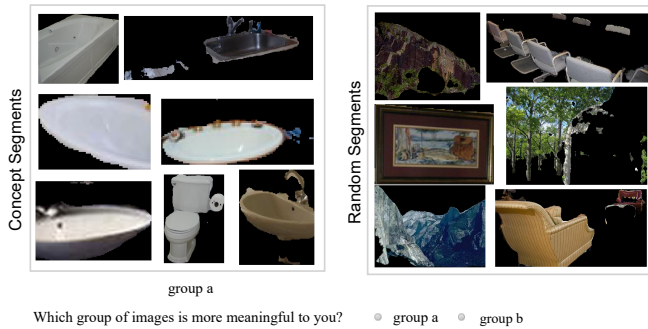 Concept Segments
Random Segments
group a
Which group of images is more meaningful to you? group a group b